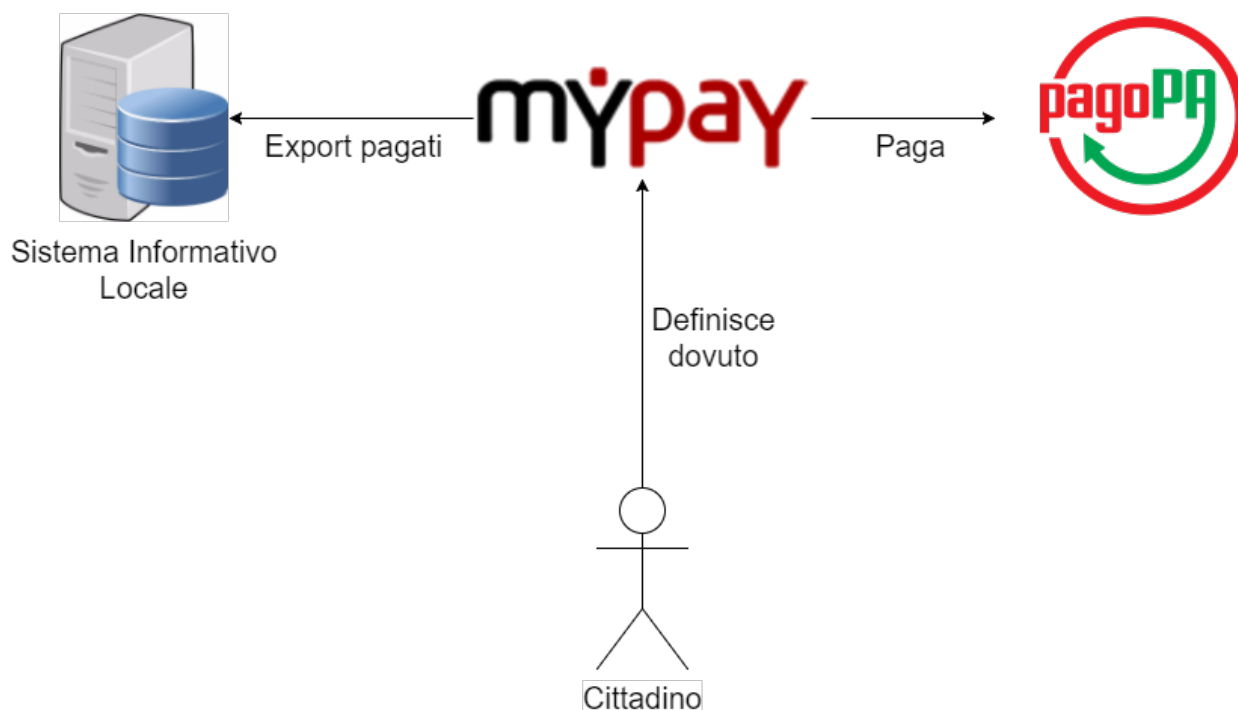 mypay
pagoPA
Export pagati
Paga
Sistema Informativo
Locale
Definisce
dovuto
Cittadino